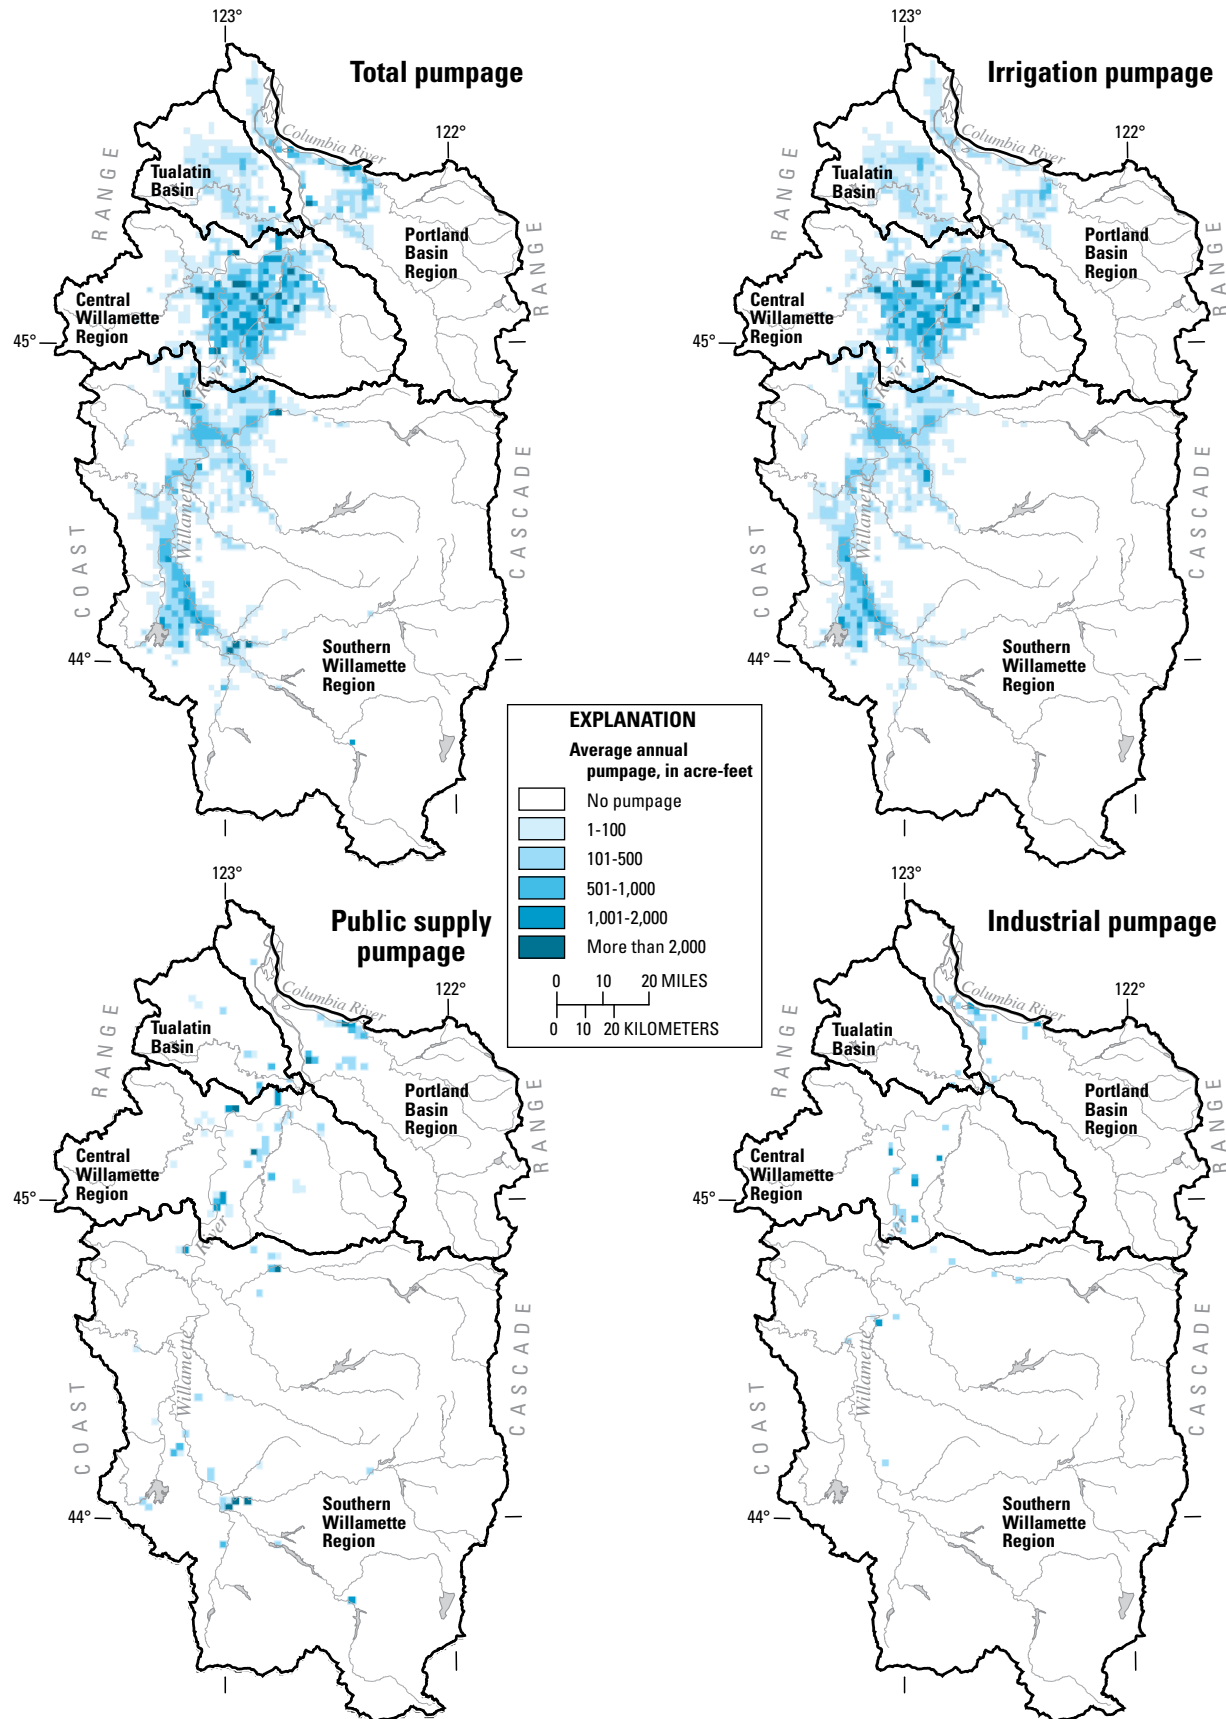 Total pumpage
123°
122°
Columbia River
Tualatin
Basin
Portland
Basin
Region
Central
Willamette
Region
45°
River
Willamette
Southern
Willamette
Region
44°
COAST
RANGE
CASCADE
RANGE
Irrigation pumpage
123°
122°
Columbia River
Tualatin
Basin
Portland
Basin
Region
Central
Willamette
Region
45°
River
Willamette
Southern
Willamette
Region
44°
COAST
RANGE
CASCADE
RANGE
EXPLANATION
Average annual
pumpage, in acre-feet
No pumpage
1-100
101-500
501-1,000
1,001-2,000
More than 2,000
0 10 20 MILES
0 10 20 KILOMETERS
Public supply
pumpage
123°
122°
Columbia River
Tualatin
Basin
Portland
Basin
Region
Central
Willamette
Region
45°
River
Willamette
Southern
Willamette
Region
44°
COAST
RANGE
CASCADE
RANGE
Industrial pumpage
123°
122°
Columbia River
Tualatin
Basin
Portland
Basin
Region
Central
Willamette
Region
45°
River
Willamette
Southern
Willamette
Region
44°
COAST
RANGE
CASCADE
RANGE